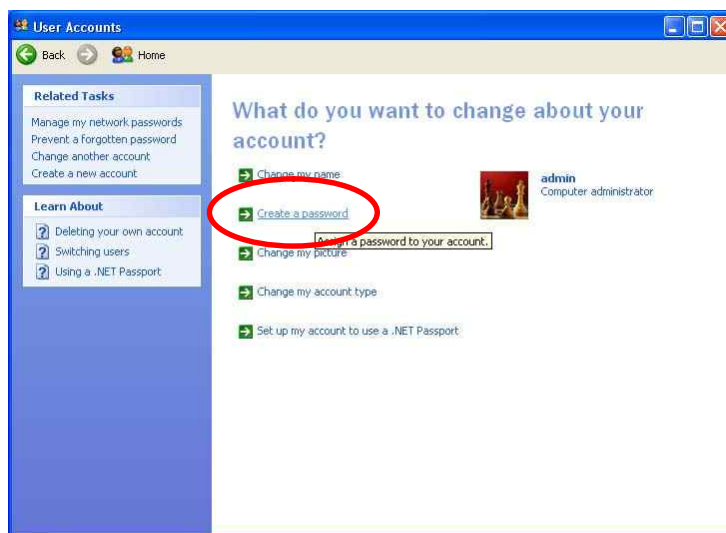 User Accounts
Back Home
Related Tasks
Manage my network passwords
Prevent a forgotten password
Change another account
Create a new account
Learn About
Deleting your own account
Switching users
Using a .NET Passport
What do you want to change about your
account?
Change my name
Create a password
Assign a password to your account.
Change my picture
Change my account type
Set up my account to use a .NET Passport
admin
Computer administrator